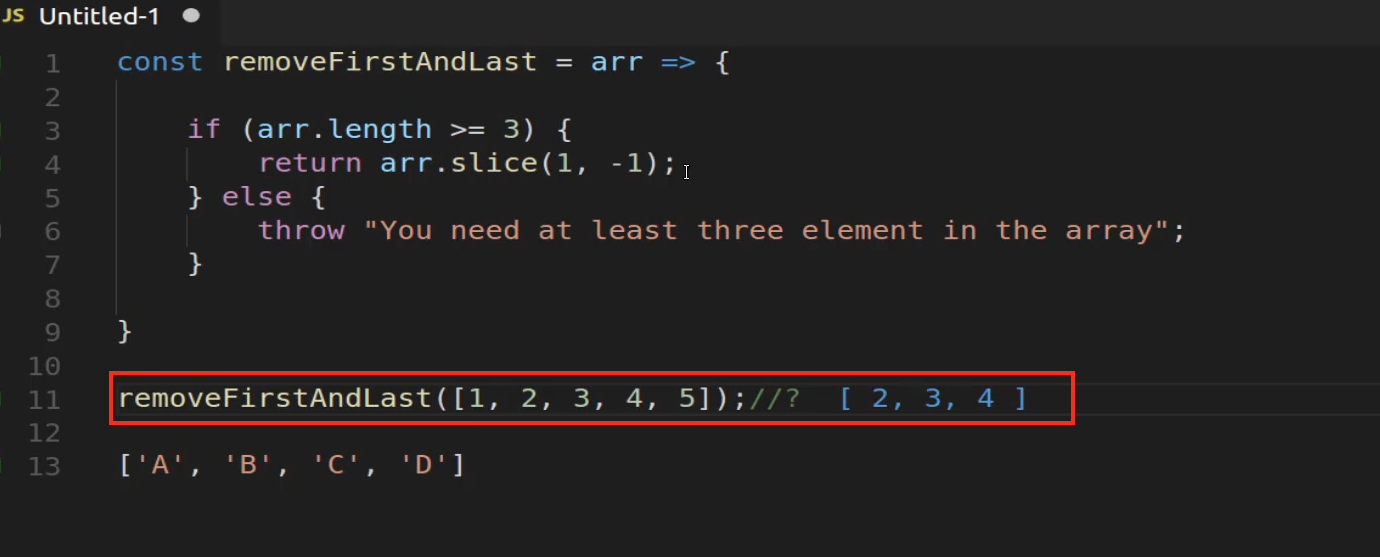 JS Untitled-1
1 const removeFirstAndLast = arr => {
2
3 if (arr.length >= 3) {
4 return arr.slice(1, -1);
5 } else {
6 throw "You need at least three element in the array";
7 }
8
9 }
10
11 removeFirstAndLast([1, 2, 3, 4, 5]);//? [ 2, 3, 4 ]
12
13 ['A', 'B', 'C', 'D']